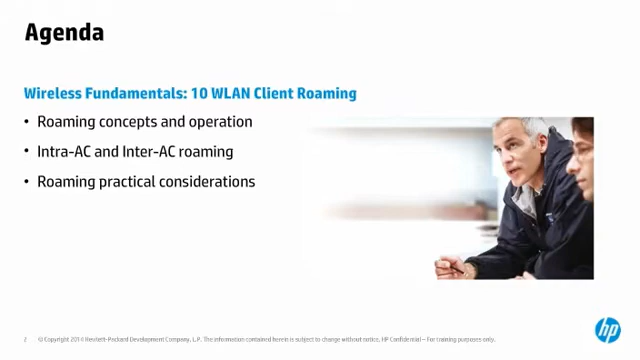 Agenda
Wireless Fundamentals: 10 WLAN Client Roaming
• Roaming concepts and operation
• Intra-AC and Inter-AC roaming
• Roaming practical considerations
2 © Copyright 2014 Hewlett-Packard Development Company, L.P. The information contained herein is subject to change without notice. HP Confidential – For training purposes only.
hp